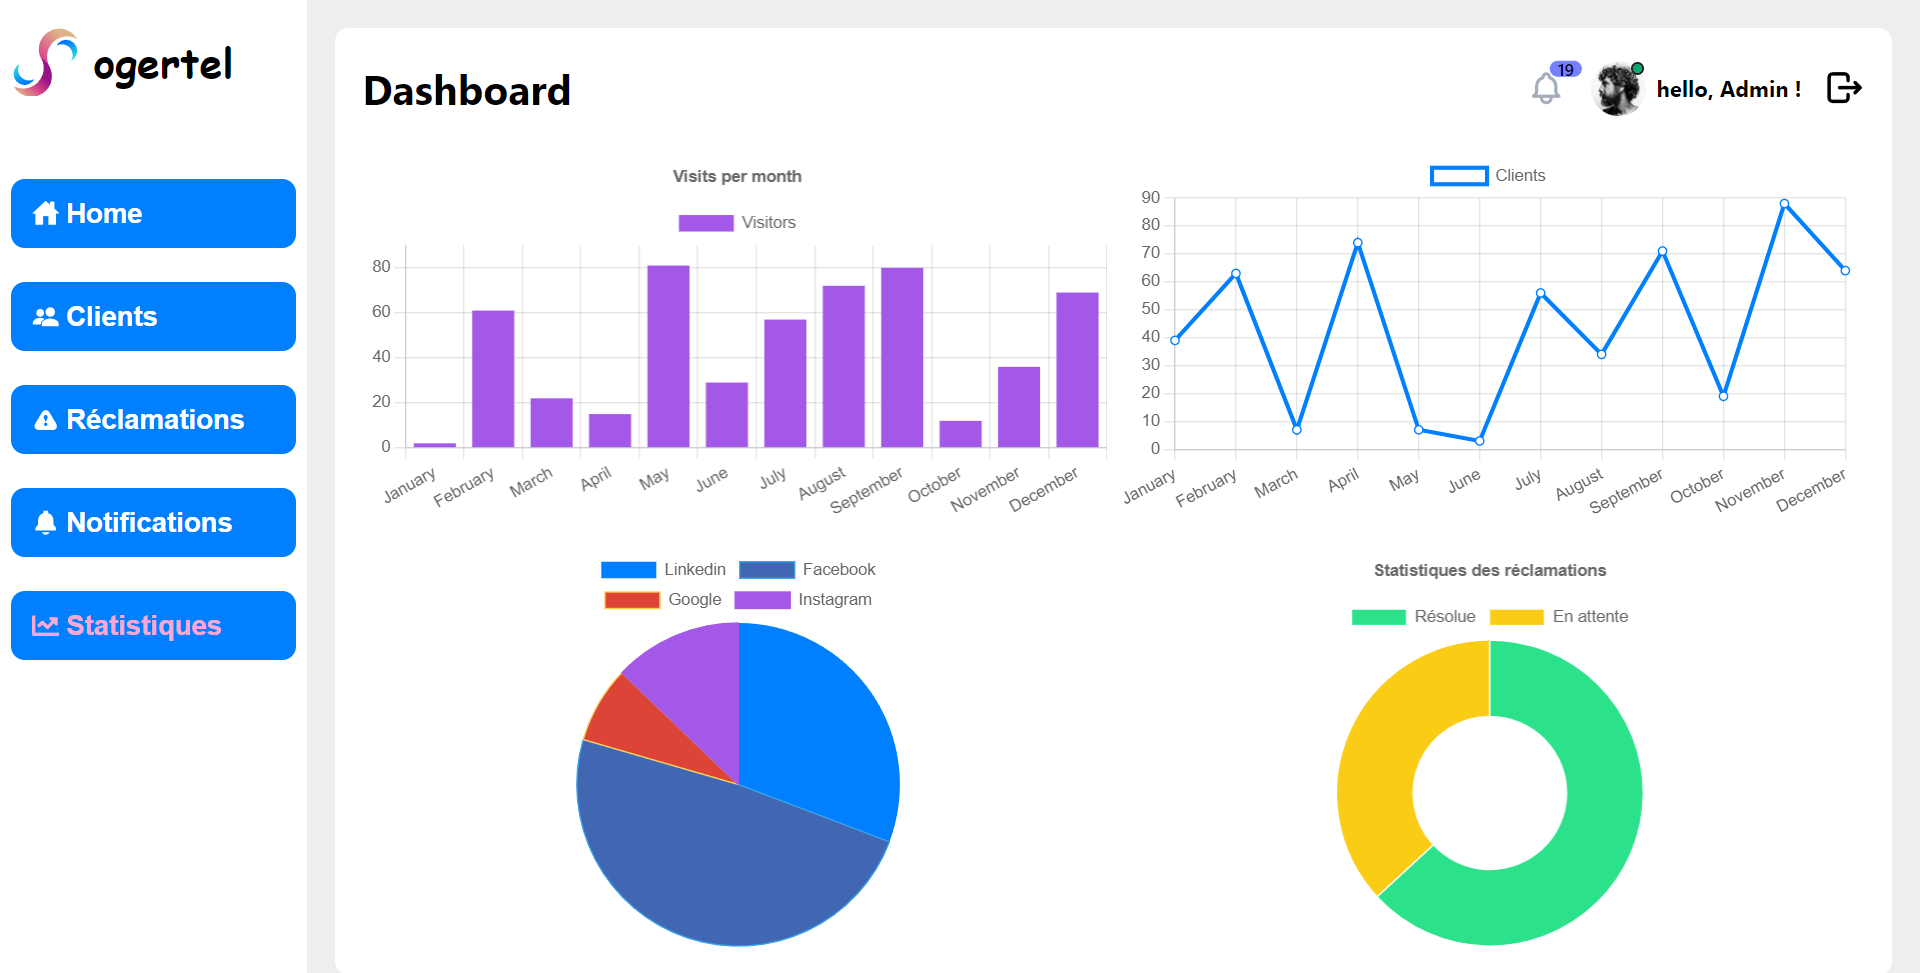 ogertel
Home
Clients
Réclamations
Notifications
Statistiques
Dashboard
19
hello, Admin !
Visits per month
Visitors
80
60
40
20
0
January
February
March
April
May
June
July
August
September
October
November
December
Clients
90
80
70
60
50
40
30
20
10
0
January
February
March
April
May
June
July
August
September
October
November
December
Linkedin
Facebook
Google
Instagram
Statistiques des réclamations
Résolue
En attente